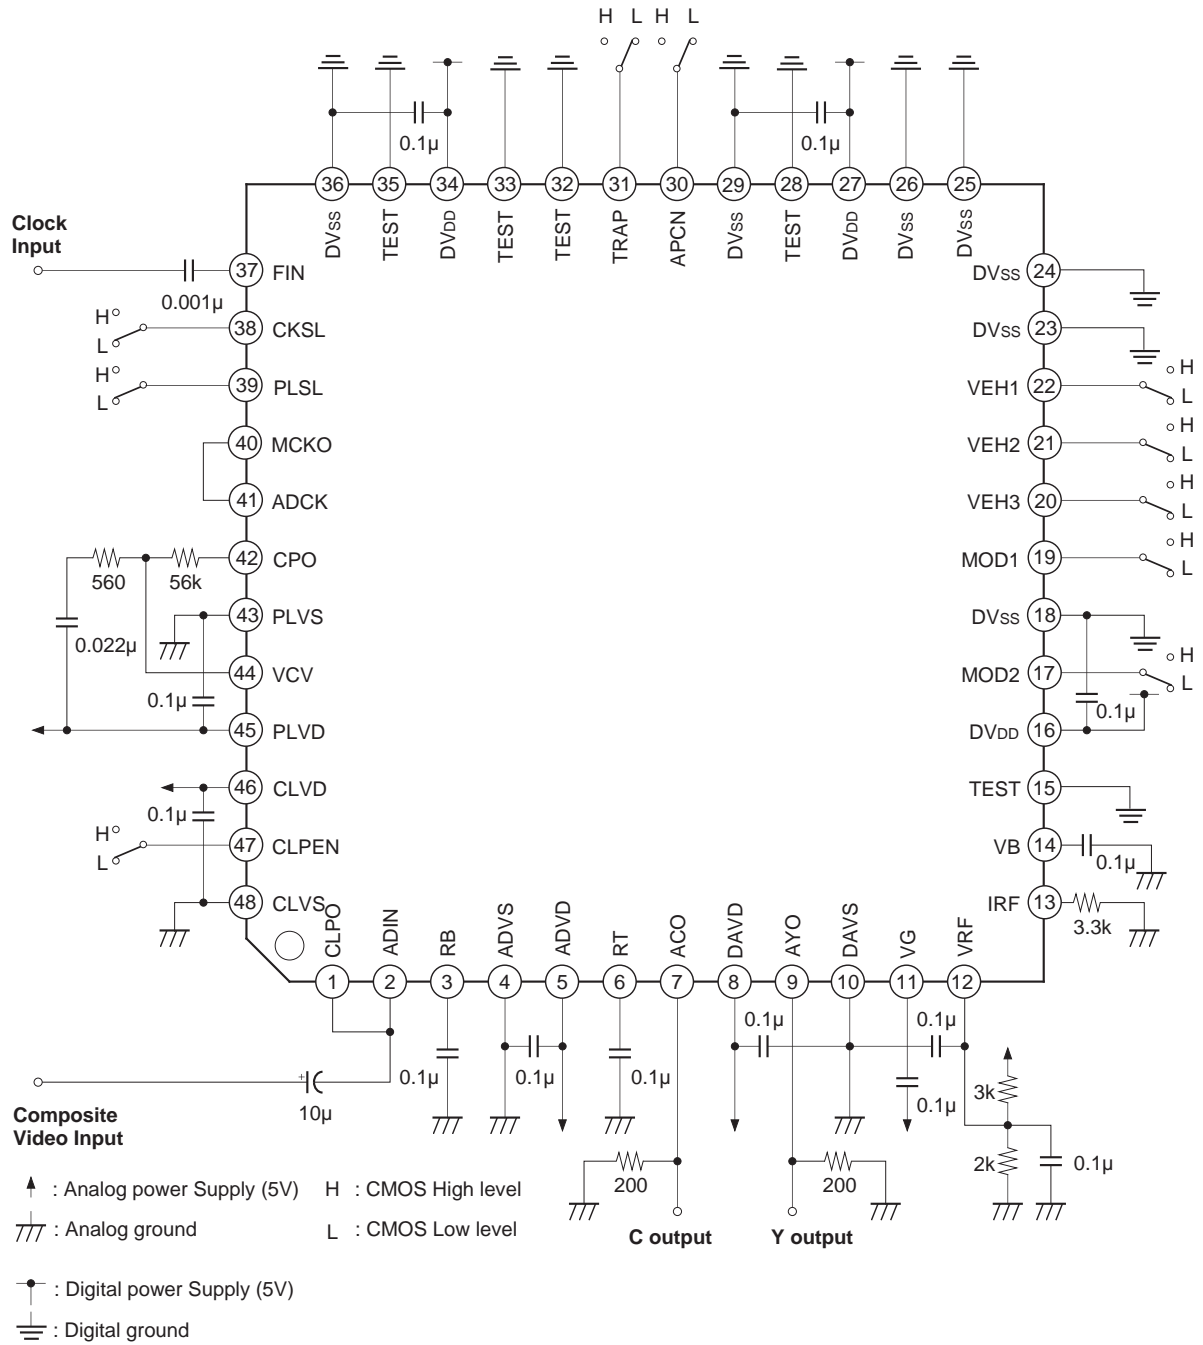 H L H L
0.1µ
0.1µ
36 35 34 33 32 31 30 29 28 27 26 25
DVss TEST DVDD TEST TEST TRAP APCN DVss TEST DVDD DVss DVss
Clock
Input
0.001µ
37 FIN
H
L
38 CKSL
H
L
39 PLSL
40 MCKO
41 ADCK
560
56k
42 CPO
43 PLVS
0.022µ
44 VCV
0.1µ
45 PLVD
46 CLVD
0.1µ
H
L
47 CLPEN
48 CLVS
DVss 24
DVss 23
VEH1 22
H
L
VEH2 21
H
L
VEH3 20
H
L
MOD1 19
H
L
DVss 18
MOD2 17
H
L
0.1µ
DVDD 16
TEST 15
VB 14
0.1µ
IRF 13
3.3k
CLPO ADIN RB ADVS ADVD RT ACO DAVD AYO DAVS VG VRF
1 2 3 4 5 6 7 8 9 10 11 12
0.1µ
0.1µ
0.1µ
0.1µ
0.1µ
0.1µ
0.1µ
+
10µ
3k
2k
0.1µ
Composite
Video Input
200
200
C output
Y output
: Analog power Supply (5V)
H : CMOS High level
: Analog ground
L : CMOS Low level
: Digital power Supply (5V)
: Digital ground